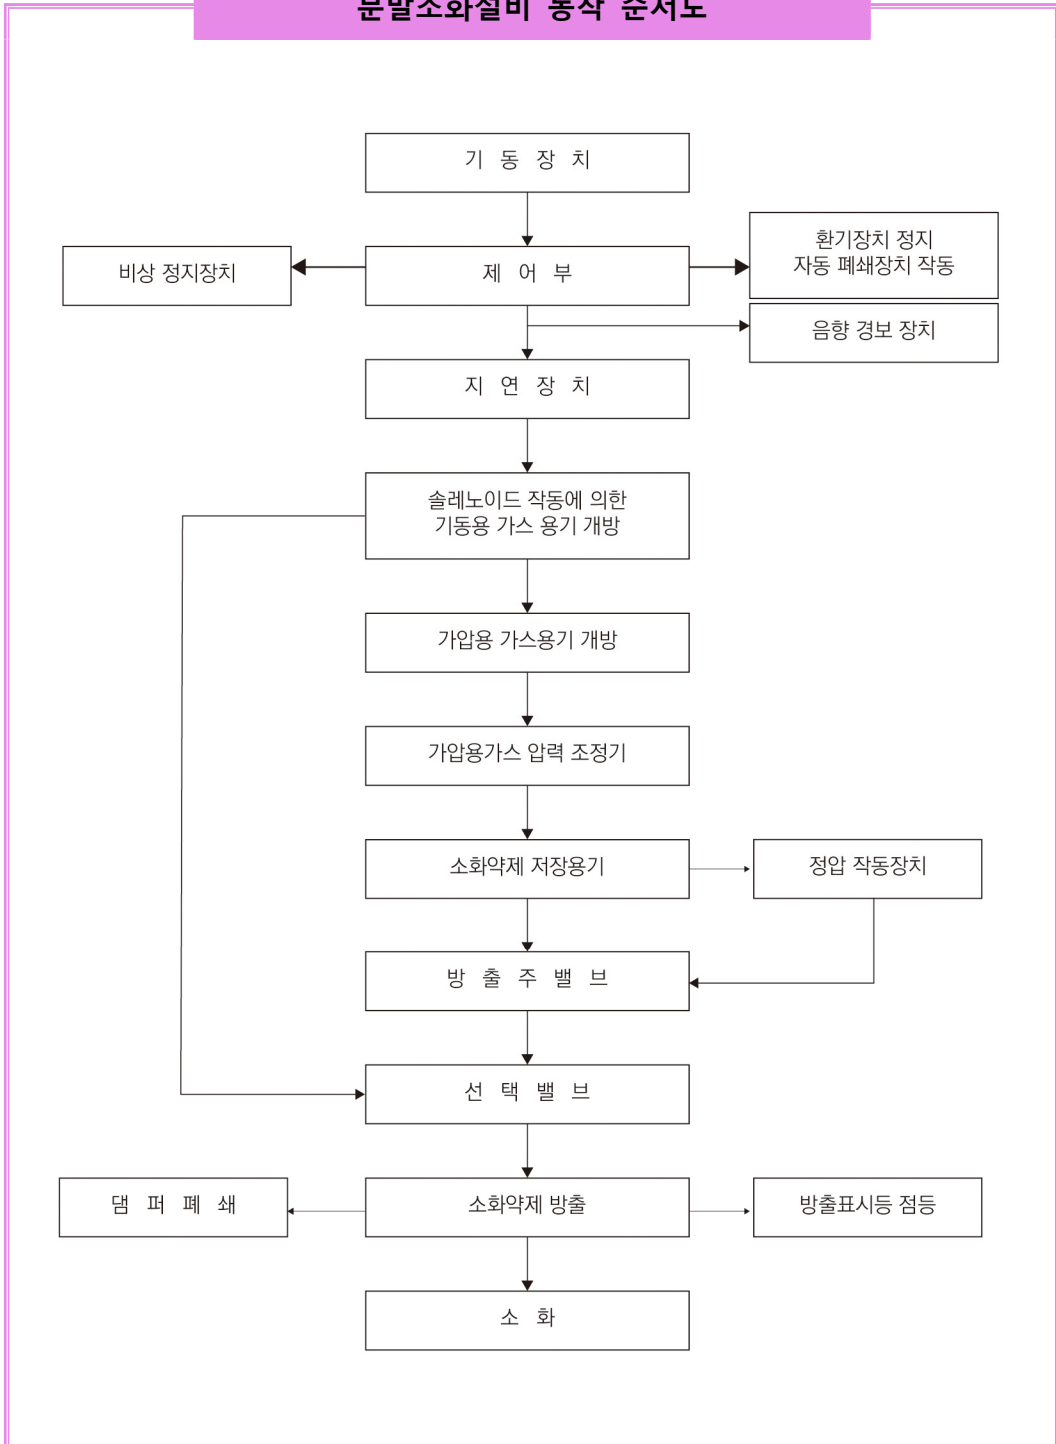 분말소화설비 동작 순서도
기 동 장 치
비상 정지장치
제 어 부
환기장치 정지
자동 폐쇄장치 작동
음향 경보 장치
지 연 장 치
솔레노이드 작동에 의한
기동용 가스 용기 개방
가압용 가스용기 개방
가압용가스 압력 조정기
소화약제 저장용기
정압 작동장치
방 출 주 밸 브
선 택 밸 브
댐 퍼 폐 쇄
소화약제 방출
방출표시등 점등
소 화